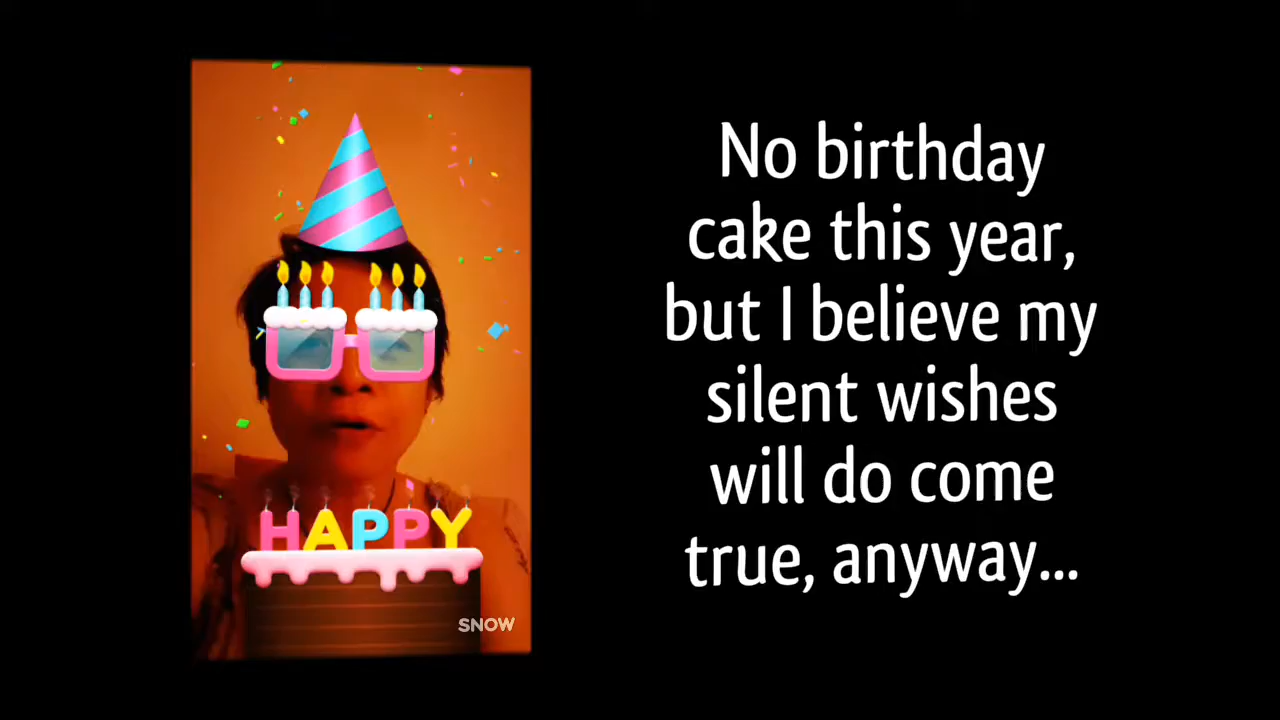 No birthday
cake this year,
but I believe my
silent wishes
will do come
true, anyway...
HAPPY
SNOW